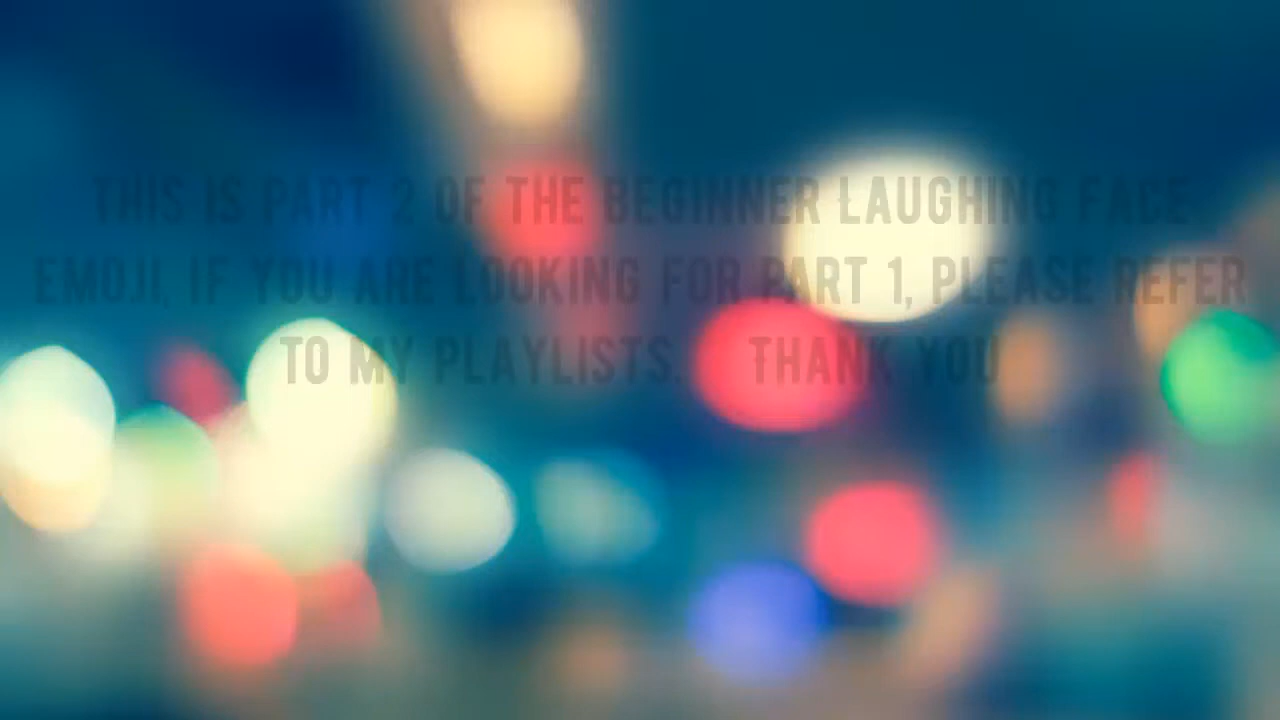 THIS IS PART 2 OF THE BEGINNER LAUGHING FACE
EMOJI, IF YOU ARE LOOKING FOR PART 1, PLEASE REFER
TO MY PLAYLISTS. THANK YOU